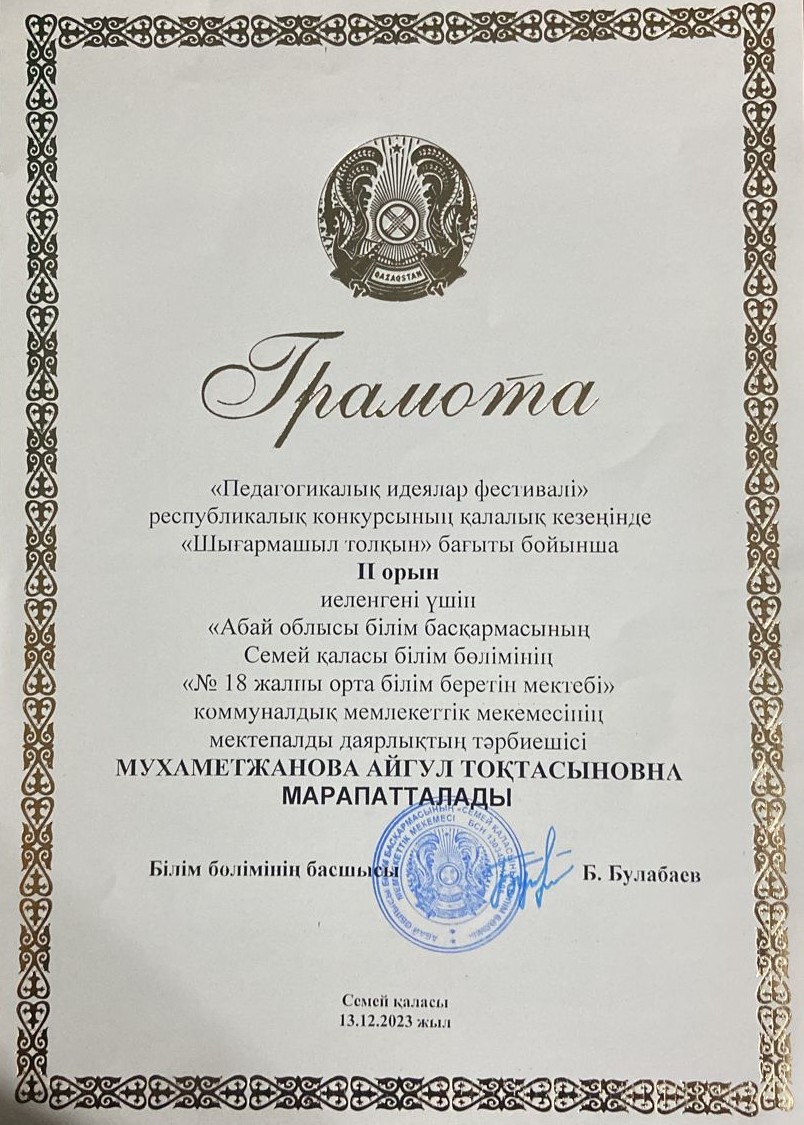 QAZAQSTAN
Грамота
«Педагогикалық идеялар фестивалі»
республикалық конкурсының қалалық кезеңінде
«Шығармашыл толқын» бағыты бойынша
II орын
иеленгені үшін
«Абай облысы білім басқармасының
Семей қаласы білім бөлімінің
«№ 18 жалпы орта білім беретін мектебі»
коммуналдық мемлекеттік мекемесінің
мектепалды даярлықтың тәрбиешісі
МУХАМЕТЖАНОВА АЙГУЛ ТОҚТАСЫНОВНА
МАРАПАТТАЛАДЫ
Білім бөлімінің басшысы
Б. Булабаев
Семей қаласы
13.12.2023 жыл